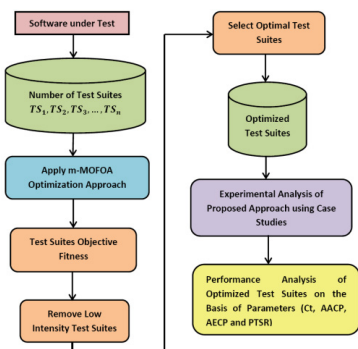 Software under Test
Number of Test Suites
TS₁, TS₂, TS₃, ..., TSₙ
Apply m-MOFOA
Optimization Approach
Test Suites Objective
Fitness
Remove Low
Intensity Test Suites
Select Optimal Test
Suites
Optimized
Test Suites
Experimental Analysis of
Proposed Approach using Case
Studies
Performance Analysis of
Optimized Test Suites on the
Basis of Parameters (Ct, AACP,
AECP and PTSR)